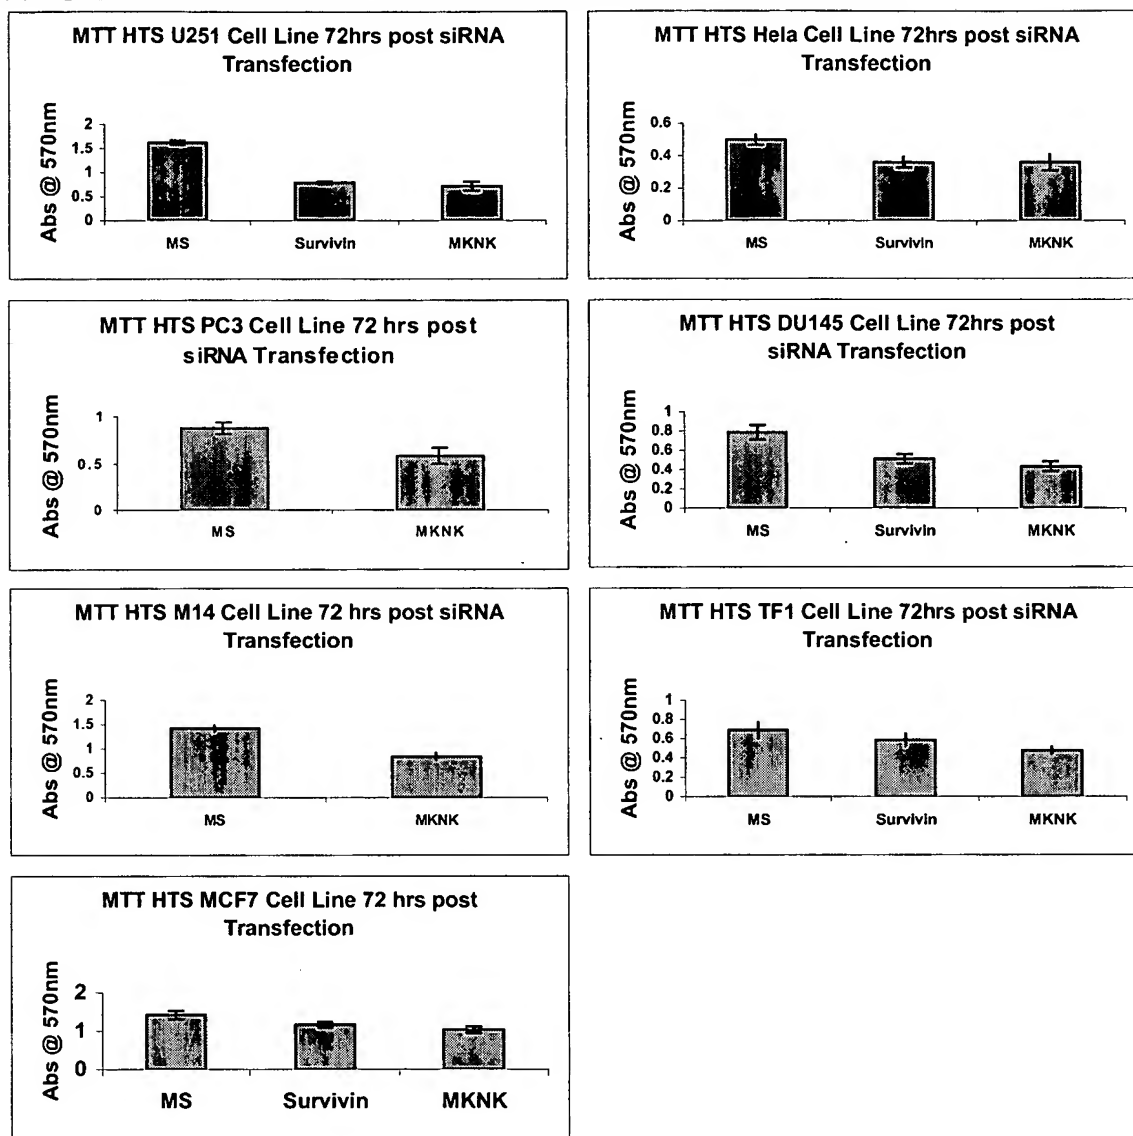 MTT HTS U251 Cell Line 72hrs post siRNA
Transfection
Abs @ 570nm
2
1.5
1
0.5
0
MS Survivin MKNK
MTT HTS Hela Cell Line 72hrs post siRNA
Transfection
Abs @ 570nm
0.6
0.4
0.2
0
MS Survivin MKNK
MTT HTS PC3 Cell Line 72 hrs post
siRNA Transfection
Abs @ 570nm
1
0.5
0
MS MKNK
MTT HTS DU145 Cell Line 72hrs post
siRNA Transfection
Abs @ 570nm
1
0.8
0.6
0.4
0.2
0
MS Survivin MKNK
MTT HTS M14 Cell Line 72 hrs post siRNA
Transfection
Abs @ 570nm
2
1.5
1
0.5
0
MS MKNK
MTT HTS TF1 Cell Line 72hrs post siRNA
Transfection
Abs @ 570nm
1
0.8
0.6
0.4
0.2
0
MS Survivin MKNK
MTT HTS MCF7 Cell Line 72 hrs post
Transfection
Abs @ 570nm
2
1
0
MS Survivin MKNK